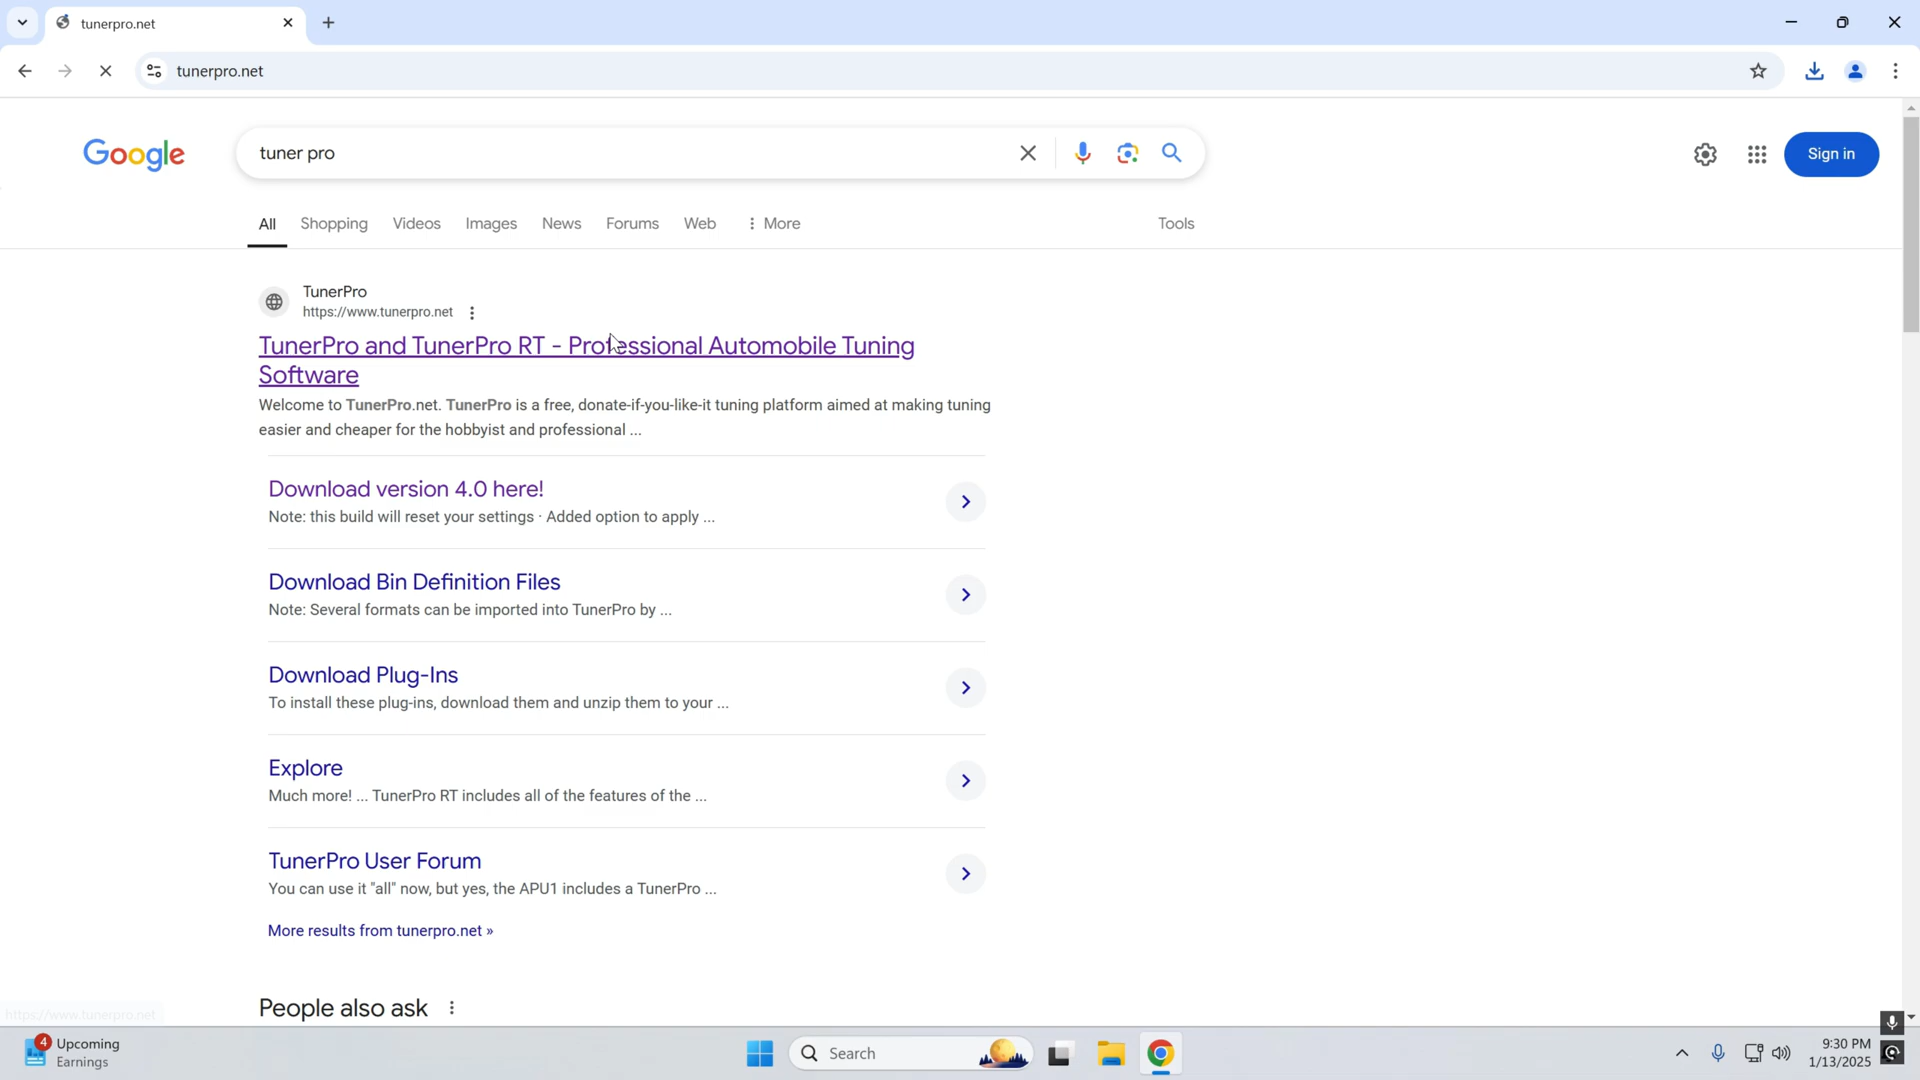 tunerpro.net
tunerpro.net
Google
tuner pro
Sign in
All
Shopping
Videos
Images
News
Forums
Web
More
Tools
TunerPro
https://www.tunerpro.net
TunerPro and TunerPro RT - Professional Automobile Tuning
Software
Welcome to TunerPro.net. TunerPro is a free, donate-if-you-like-it tuning platform aimed at making tuning
easier and cheaper for the hobbyist and professional ...
Download version 4.0 here!
Note: this build will reset your settings · Added option to apply ...
Download Bin Definition Files
Note: Several formats can be imported into TunerPro by ...
Download Plug-Ins
To install these plug-ins, download them and unzip them to your ...
Explore
Much more! ... TunerPro RT includes all of the features of the ...
TunerPro User Forum
You can use it "all" now, but yes, the APU1 includes a TunerPro ...
More results from tunerpro.net »
People also ask
https://www.tunerpro.net
4
Upcoming
Earnings
Search
9:30 PM
1/13/2025